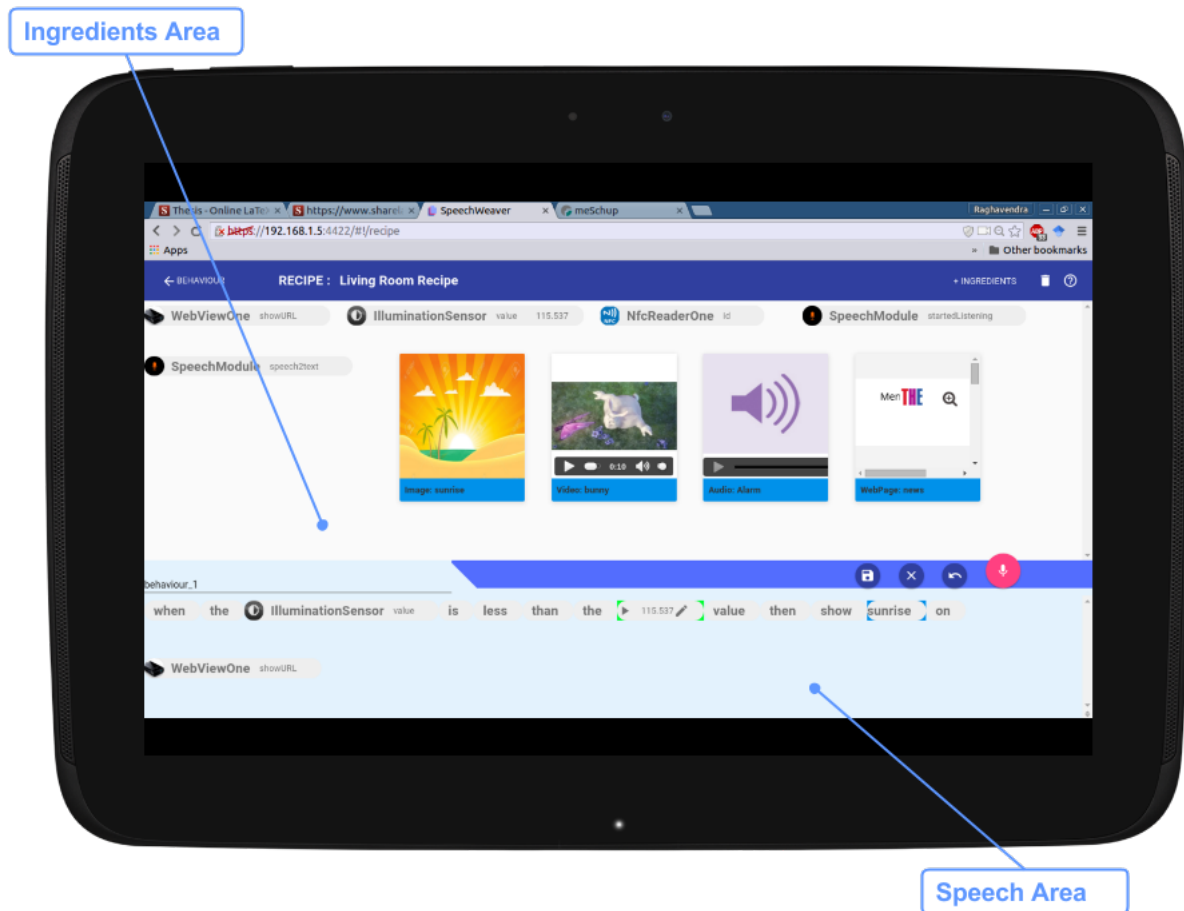 Ingredients Area
Thesis - Online LaTe
https://www.sharel
SpeechWeaver
meSchup
Raghavendra
https://192.168.1.5:4422/#!/recipe
Apps
» Other bookmarks
BEHAVIOUR RECIPE : Living Room Recipe + INGREDIENTS
WebViewOne showURL IlluminationSensor value 115.537 NFC NfcReaderOne id SpeechModule startedListening
SpeechModule speech2text
Men THE
0:10
Image: sunrise Video: bunny Audio: Alarm WebPage: news
behaviour_1
when the IlluminationSensor value is less than the 115.537 value then show sunrise on
WebViewOne showURL
Speech Area